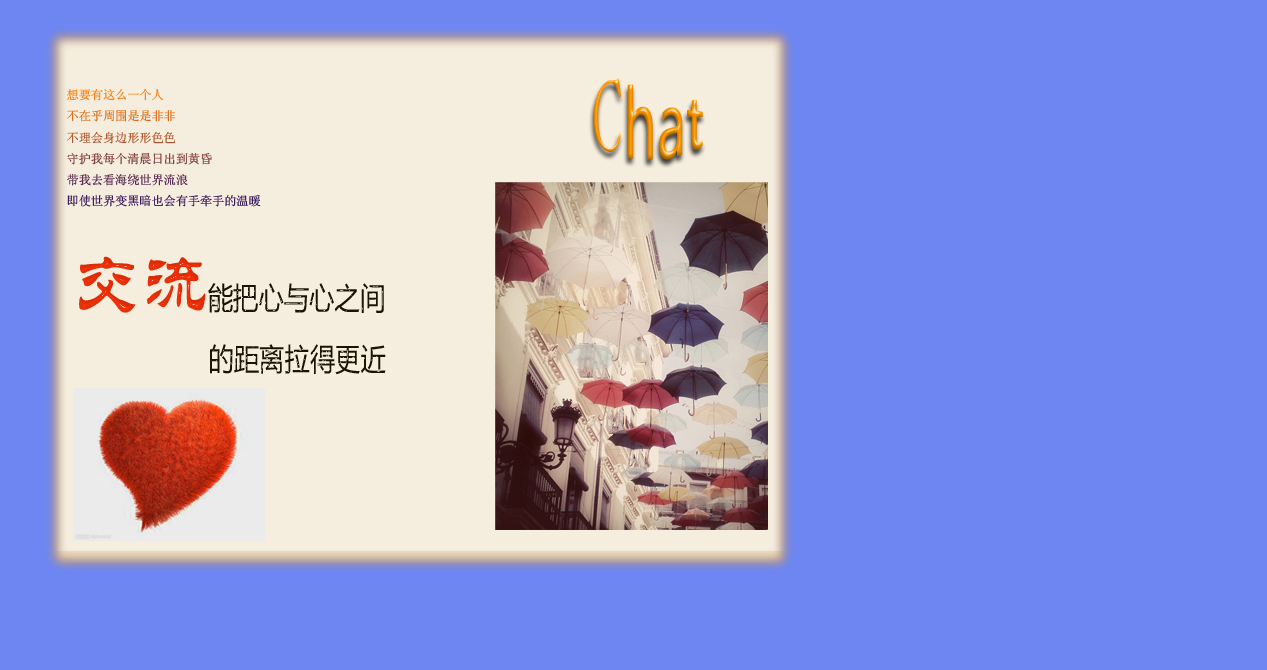 想要有这么一个人
不在乎周围是是非非
不理会身边形形色色
守护我每个清晨日出到黄昏
带我去看海绕世界流浪
即使世界变黑暗也会有手牵手的温暖
交流能把心与心之间
的距离拉得更近
Chat